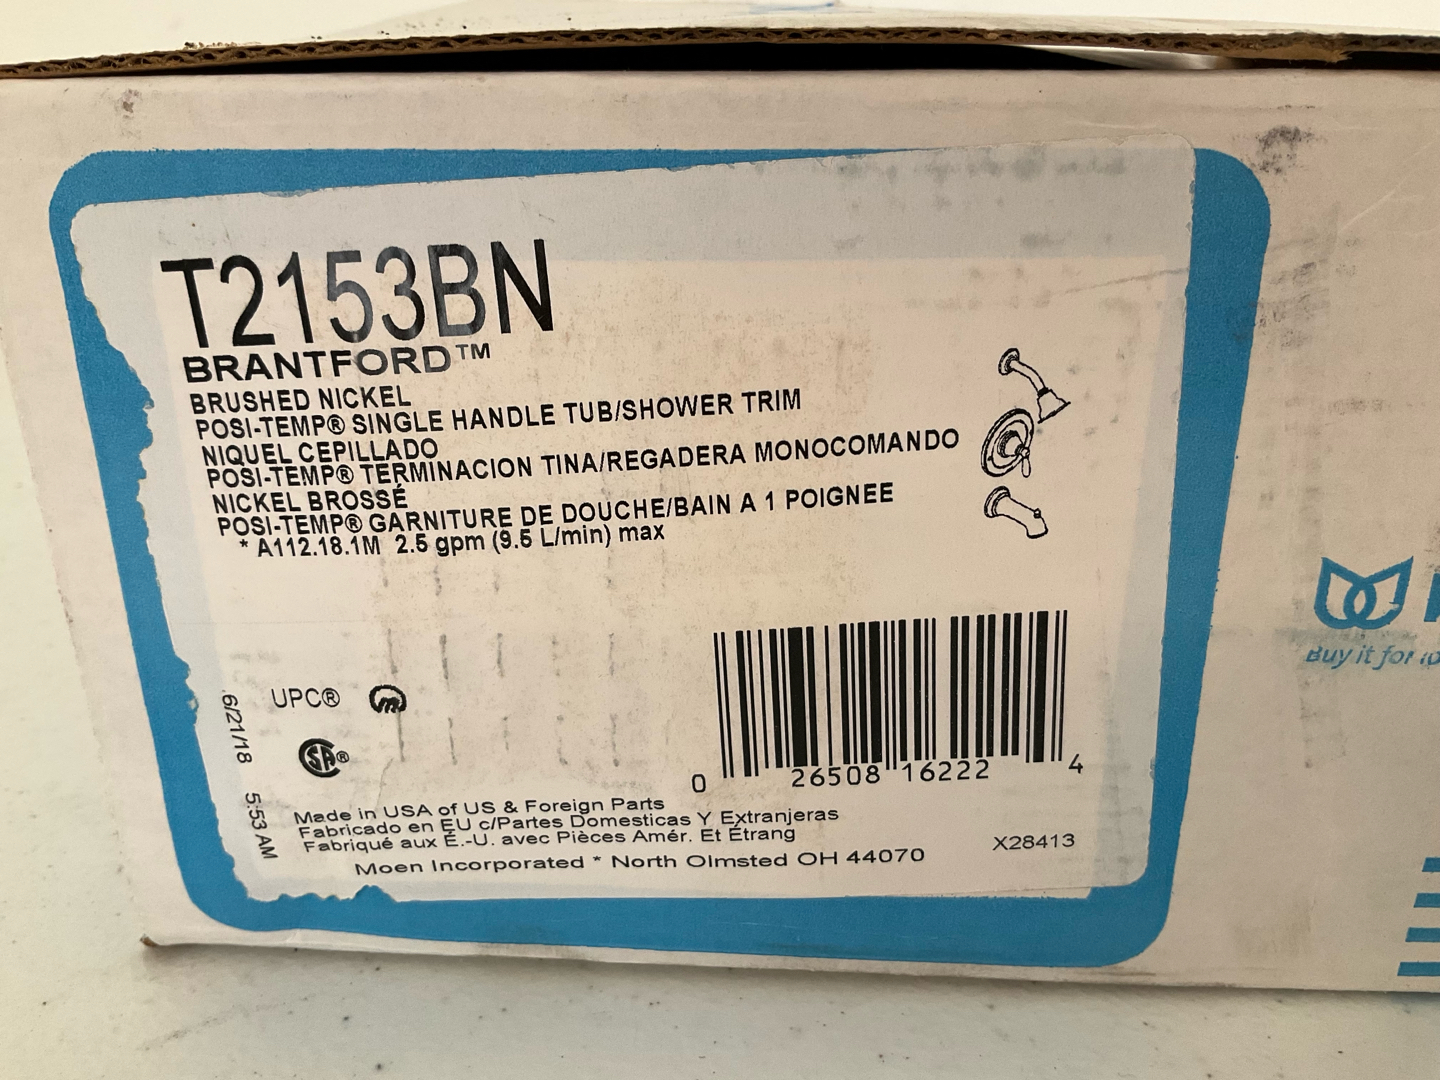 T2153BN
BRANTFORD™
BRUSHED NICKEL
POSI-TEMP® SINGLE HANDLE TUB/SHOWER TRIM
NIQUEL CEPILLADO
POSI-TEMP® TERMINACION TINA/REGADERA MONOCOMANDO
NICKEL BROSSÉ
POSI-TEMP® GARNITURE DE DOUCHE/BAIN A 1 POIGNEE
* A112.18.1M 2.5 gpm (9.5 L/min) max
UPC®
6/21/18 5:53 AM
SA®
0 26508 16222 4
Made in USA of US & Foreign Parts
Fabricado en EU c/Partes Domesticas Y Extranjeras
Fabriqué aux É.-U. avec Pièces Amér. Et Étrang
X28413
Moen Incorporated * North Olmsted OH 44070
Buy it for